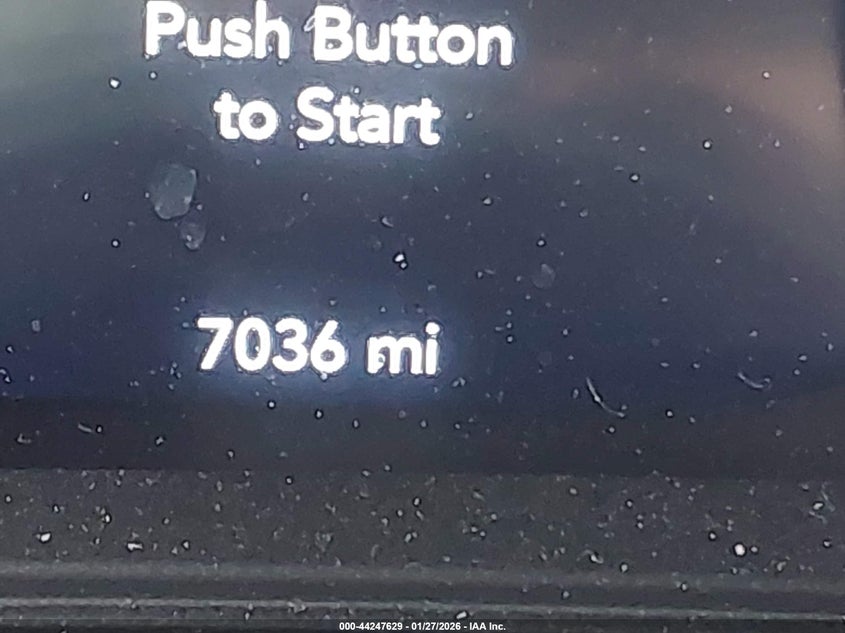 Push Button
to Start
7036 mi
000-44247629 - 01/27/2026 - IAA Inc.